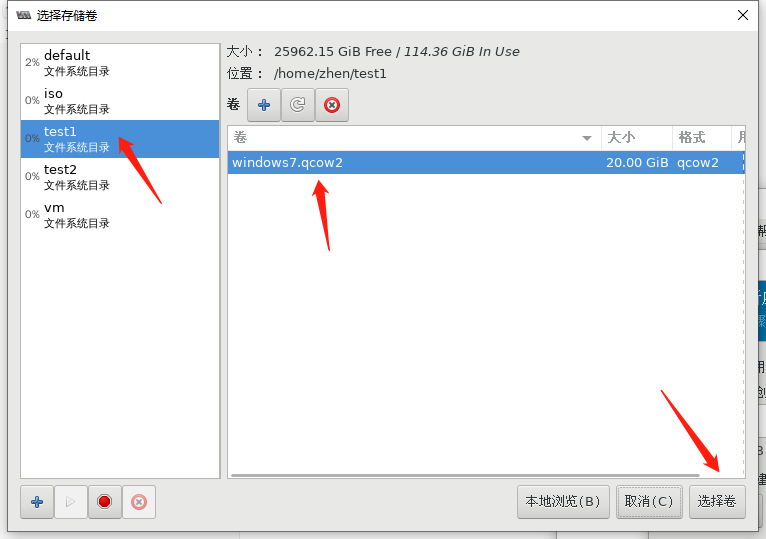 选择存储卷
2%
default
文件系统目录
0%
iso
文件系统目录
0%
test1
文件系统目录
0%
test2
文件系统目录
0%
vm
文件系统目录
大小： 25962.15 GiB Free / 114.36 GiB In Use
位置： /home/zhen/test1
卷
卷 大小 格式
windows7.qcow2 20.00 GiB qcow2
本地浏览(B) 取消(C) 选择卷